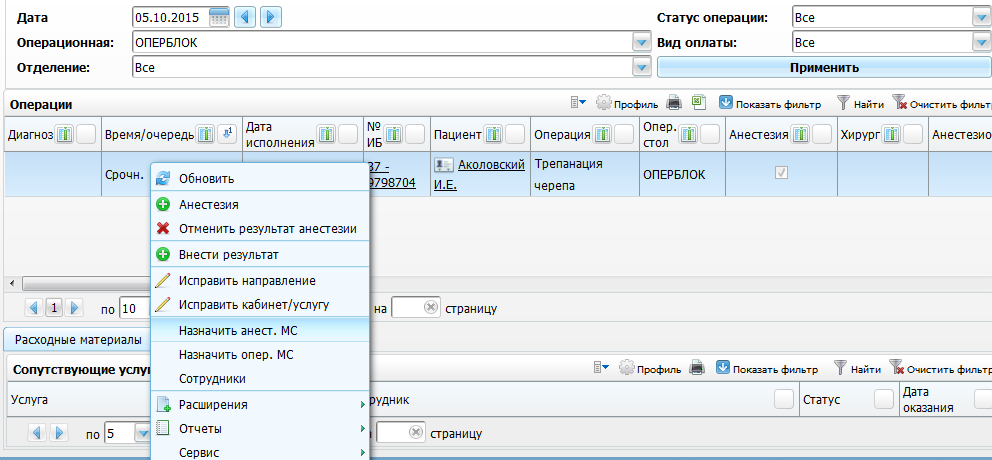 Дата 05.10.2015 Статус операции: Все
Операционная: ОПЕРБЛОК Вид оплаты: Все
Отделение: Все Применить
Операции Профиль Показать фильтр Найти Очистить фильтр
Диагноз Время/очередь Дата исполнения № ИБ Пациент Операция Опер. стол Анестезия Хирург Анестезио
Срочн. 37 - 9798704 Аколовский И.Е. Трепанация черепа ОПЕРБЛОК
Обновить
Анестезия
Отменить результат анестезии
Внести результат
Исправить направление
Исправить кабинет/услугу
Назначить анест. МС
Назначить опер. МС
Сотрудники
Расширения
Отчеты
Сервис
1 по 10 на страницу
Расходные материалы
Сопутствующие услу Профиль Показать фильтр Найти Очистить фильтр
Услуга рудник Статус Дата оказания
по 5 страницу